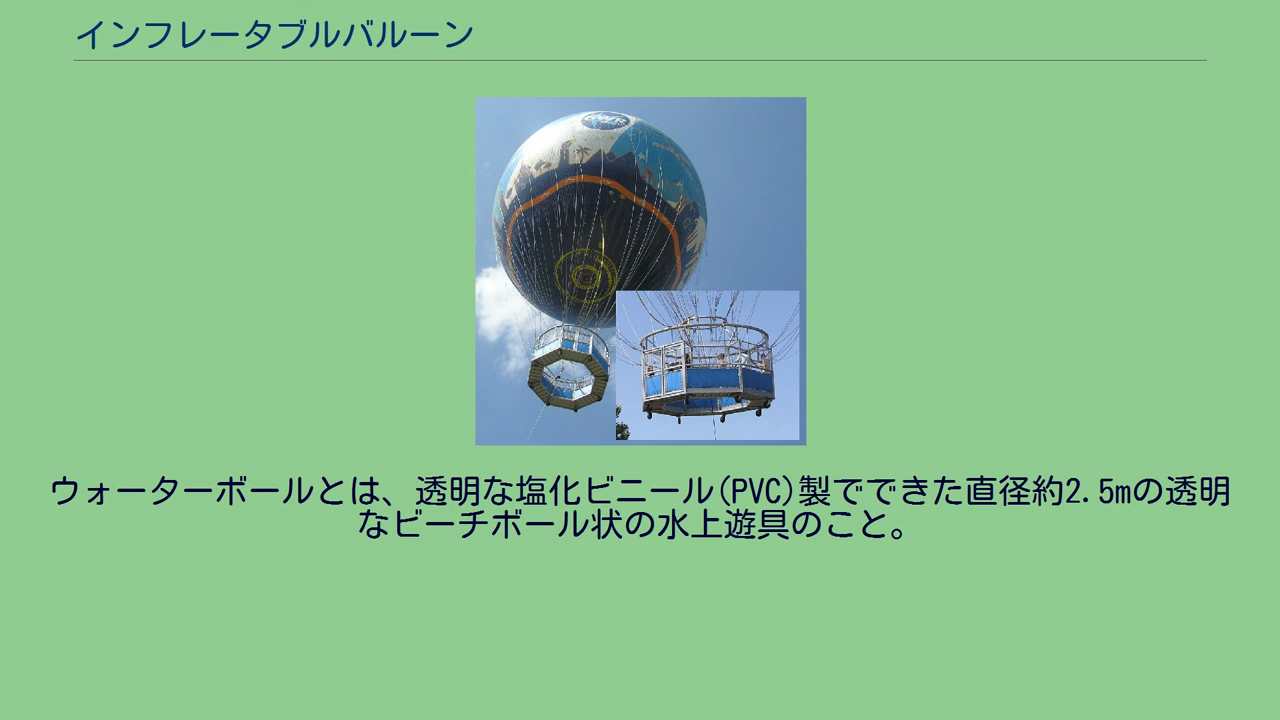 インフレータブルバルーン
ウォーターボールとは、透明な塩化ビニール(PVC)製でできた直径約2.5mの透明
なビーチボール状の水上遊具のこと。